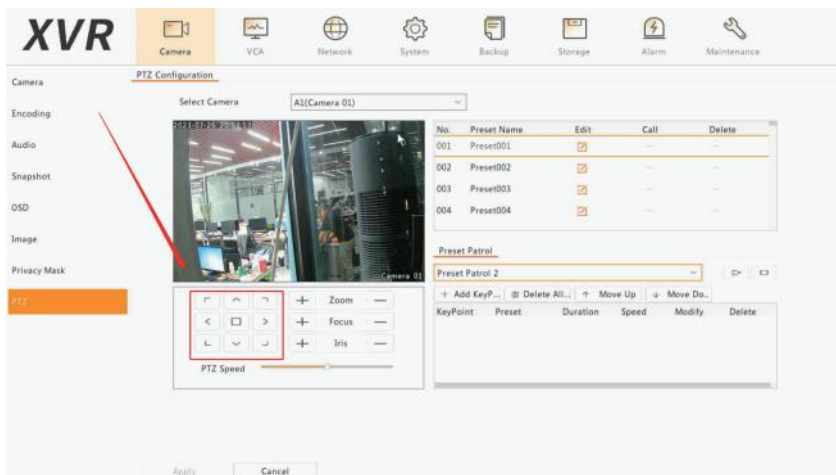 XVR
Camera VCA Network System Backup Storage Alarm Maintenance
Camera
Encoding
Audio
Snapshot
OSD
Image
Privacy Mask
PTZ
PTZ Configuration
Select Camera A1(Camera 01)
Camera 01
No. Preset Name Edit Call Delete
001 Preset001
002 Preset002
003 Preset003
004 Preset004
Preset Patrol
Preset Patrol 2
+ Add KeyP... Delete All... Move Up Move Do..
KeyPoint Preset Duration Speed Modify Delete
Zoom
Focus
Iris
PTZ Speed
Apply Cancel